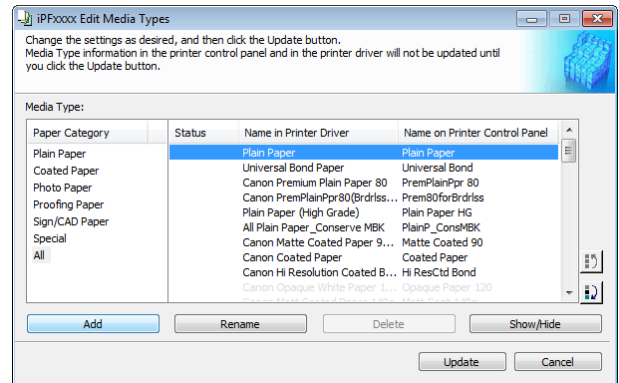 iPFxxxx Edit Media Types
Change the settings as desired, and then click the Update button.
Media Type information in the printer control panel and in the printer driver will not be updated until
you click the Update button.
Media Type:
Paper Category Status Name in Printer Driver Name on Printer Control Panel
Plain Paper Plain Paper Plain Paper
Coated Paper Universal Bond Paper Universal Bond
Photo Paper Canon Premium Plain Paper 80 PremPlainPpr 80
Proofing Paper Canon PremPlainPpr80(Brdrlss... Prem80forBrdrlss
Sign/CAD Paper Plain Paper (High Grade) Plain Paper HG
Special All Plain Paper_Conserve MBK PlainP_ConsMBK
All Canon Matte Coated Paper 9... Matte Coated 90
Canon Coated Paper Coated Paper
Canon Hi Resolution Coated B... Hi ResCtd Bond
Canon Opaque White Paper 1... Opaque Paper 120
Add Rename Delete Show/Hide
Update Cancel